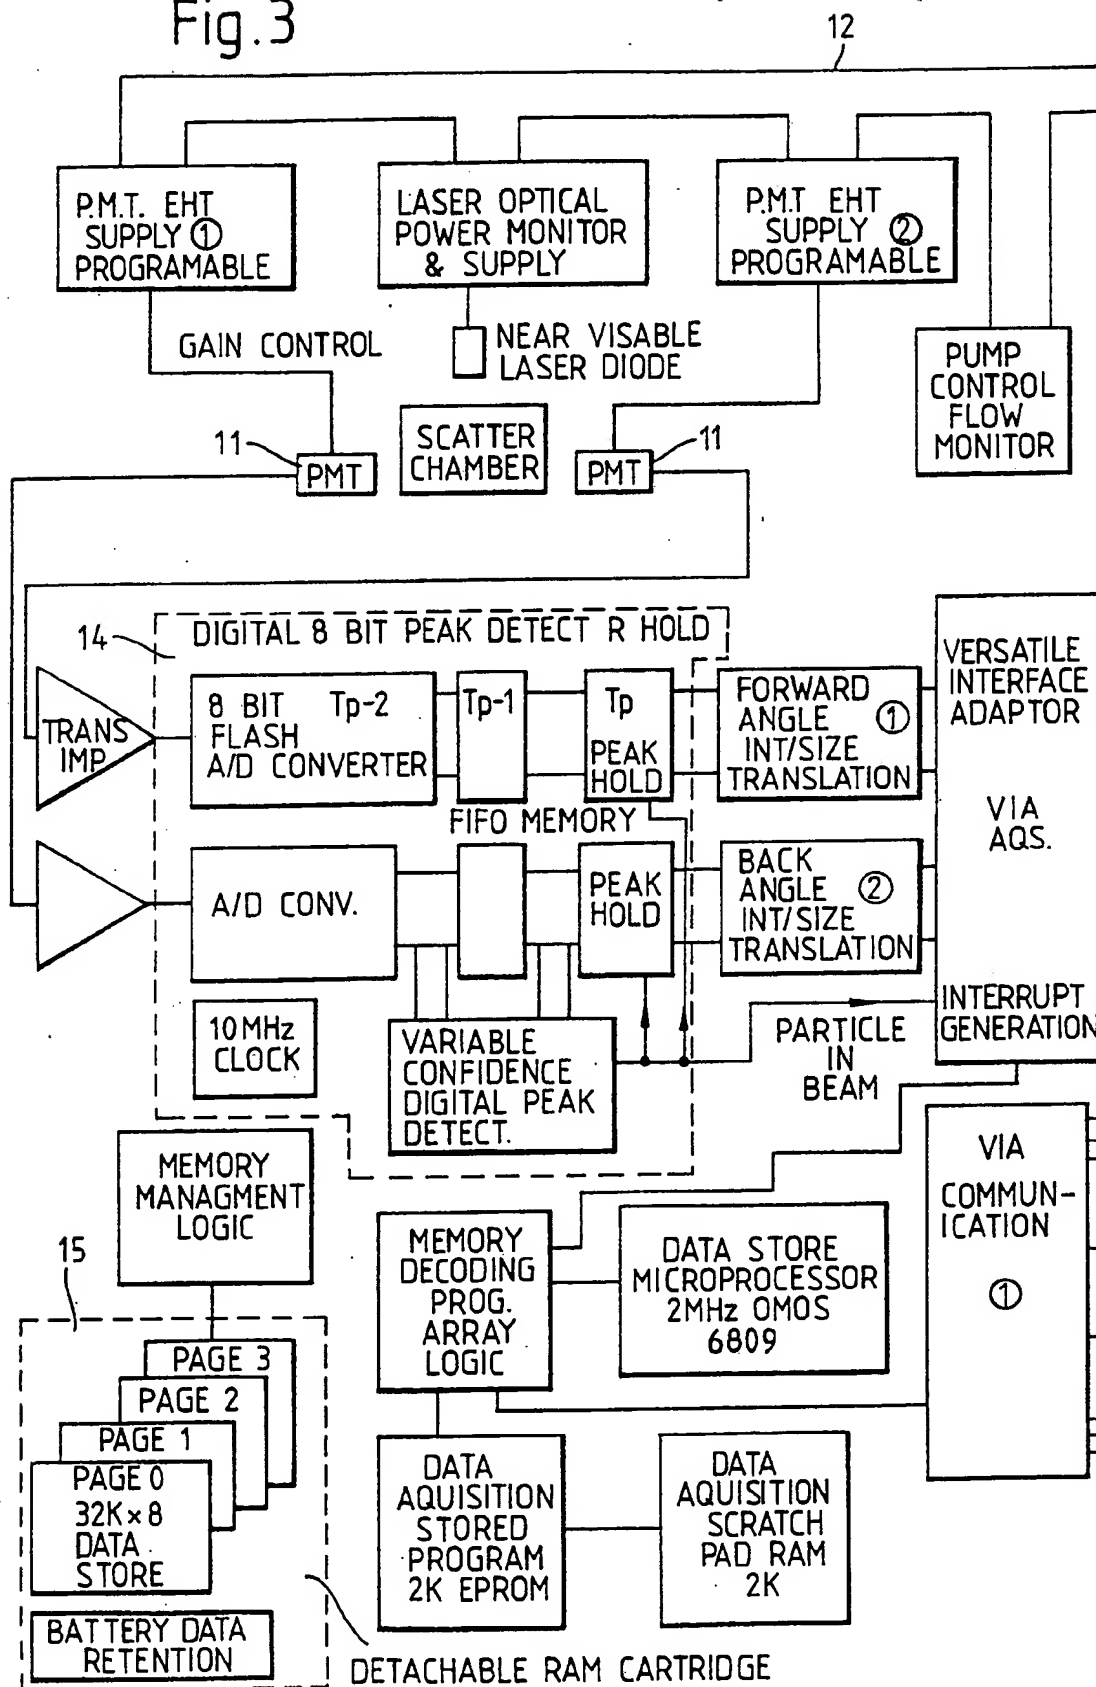 Fig.3
12
P.M.T. EHT
SUPPLY ①
PROGRAMABLE
LASER OPTICAL
POWER MONITOR
& SUPPLY
P.M.T EHT
SUPPLY ②
PROGRAMABLE
GAIN CONTROL
NEAR VISABLE
LASER DIODE
PUMP
CONTROL
FLOW
MONITOR
11
PMT
SCATTER
CHAMBER
11
PMT
14
DIGITAL 8 BIT PEAK DETECT R HOLD
TRANS
IMP
8 BIT Tp-2
FLASH
A/D CONVERTER
Tp-1
Tp
PEAK
HOLD
FORWARD
ANGLE ①
INT/SIZE
TRANSLATION
VERSATILE
INTERFACE
ADAPTOR
VIA
AQS.
INTERRUPT
GENERATION
FIFO MEMORY
A/D CONV.
PEAK
HOLD
BACK
ANGLE ②
INT/SIZE
TRANSLATION
10MHz
CLOCK
VARIABLE
CONFIDENCE
DIGITAL PEAK
DETECT.
PARTICLE
IN
BEAM
MEMORY
MANAGMENT
LOGIC
VIA
COMMUN-
ICATION
①
15
MEMORY
DECODING
PROG.
ARRAY
LOGIC
DATA STORE
MICROPROCESSOR
2MHz OMOS
6809
PAGE 3
PAGE 2
PAGE 1
PAGE 0
32K×8
DATA
STORE
DATA
AQUISITION
STORED
PROGRAM
2K EPROM
DATA
AQUISITION
SCRATCH
PAD RAM
2K
BATTERY DATA
RETENTION
DETACHABLE RAM CARTRIDGE